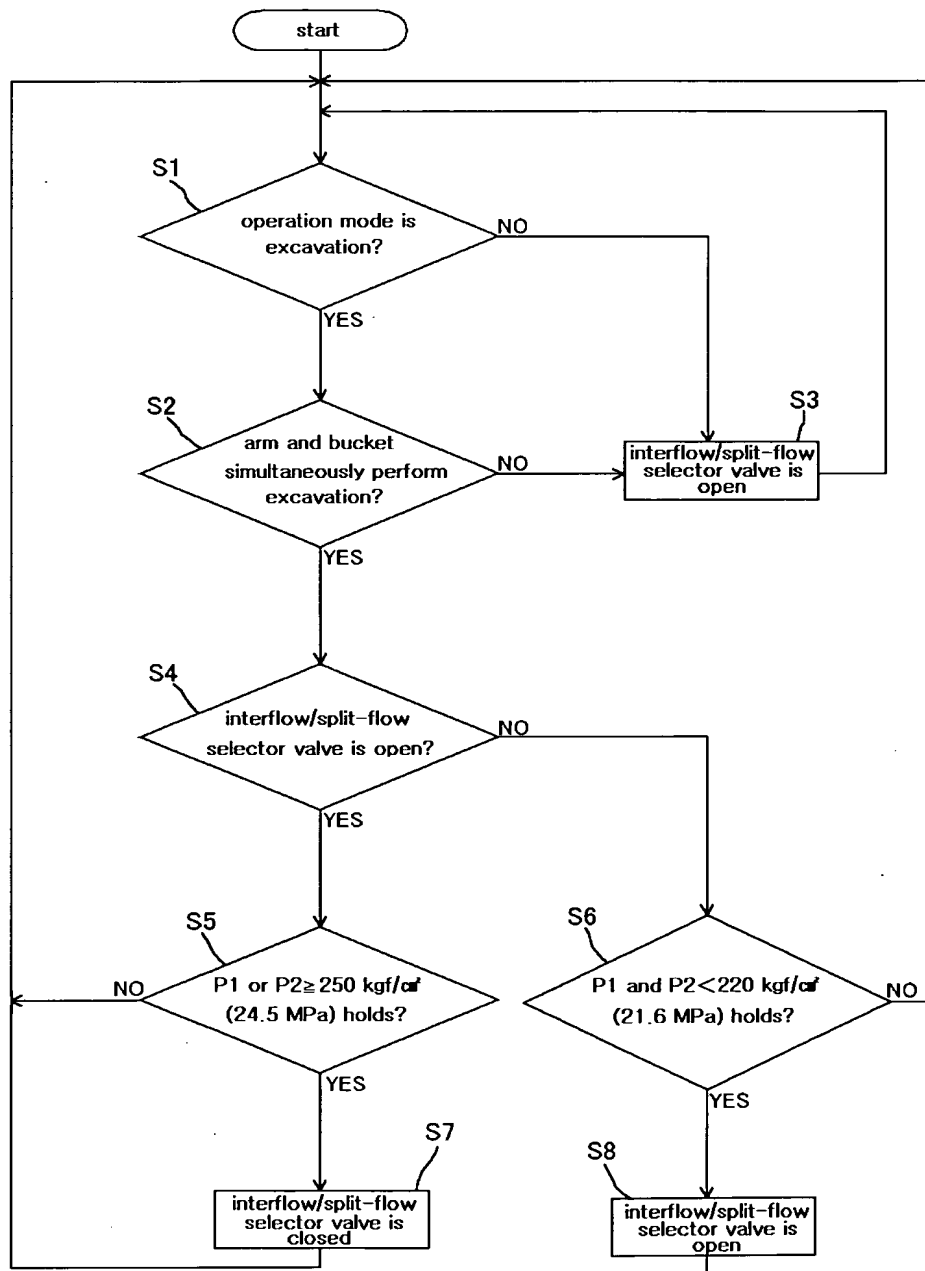 start
S1
operation mode is
excavation?
NO
YES
S2
arm and bucket
simultaneously perform
excavation?
NO
YES
S3
interflow/split-flow
selector valve is
open
S4
interflow/split-flow
selector valve is open?
NO
YES
S5
P1 or P2≧250 kgf/㎠
(24.5 MPa) holds?
NO
YES
S6
P1 and P2<220 kgf/㎠
(21.6 MPa) holds?
NO
YES
S7
interflow/split-flow
selector valve is
closed
S8
interflow/split-flow
selector valve is
open